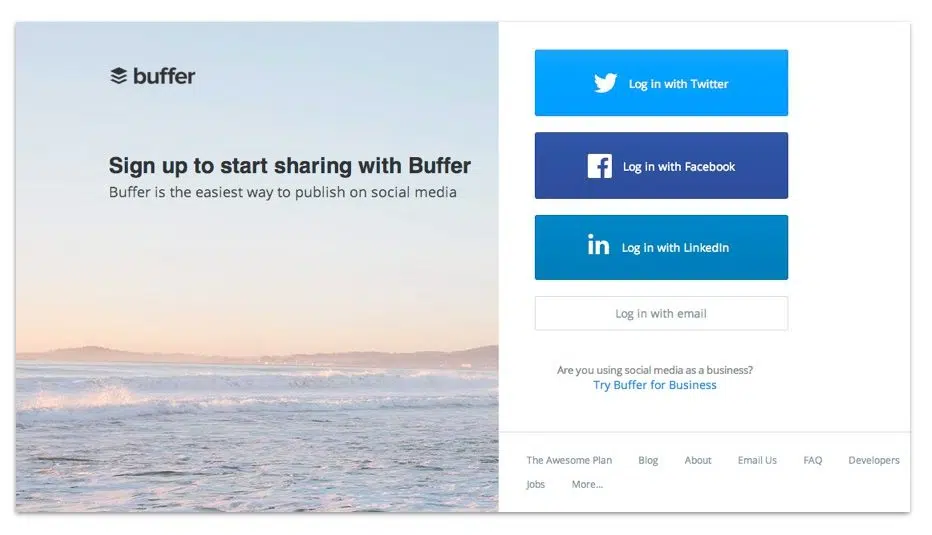 buffer
Sign up to start sharing with Buffer
Buffer is the easiest way to publish on social media
Log in with Twitter
Log in with Facebook
in Log in with LinkedIn
Log in with email
Are you using social media as a business?
Try Buffer for Business
The Awesome Plan Blog About Email Us FAQ Developers
Jobs More...